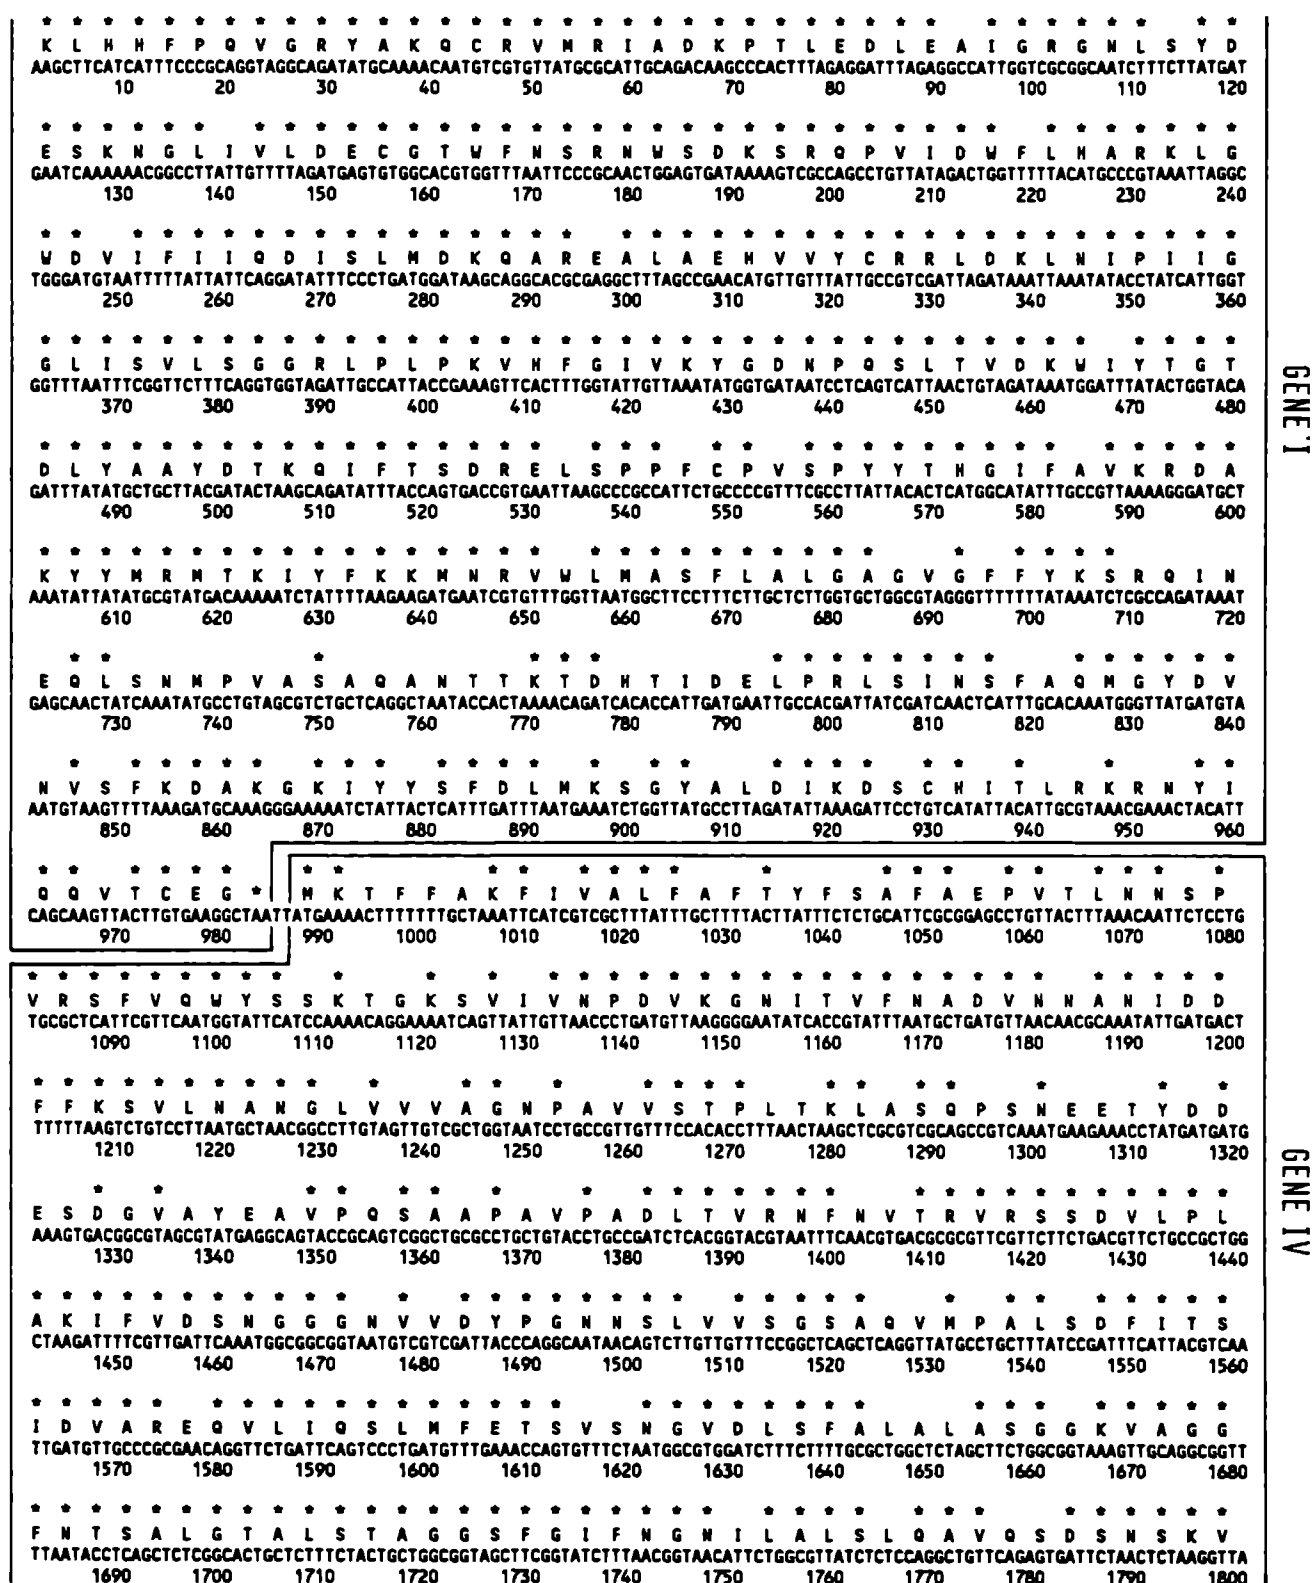 K L H H F P Q V G R Y A K Q C R V M R I A D K P T L E D L E A I G R G N L S Y D
AAGCTTCATCATTTCCCGCAGGTAGGCAGATATGCAAAACAATGTCGTGTTATGCGCATTGCAGACAAGCCCACTTTAGAGGATTTAGAGGCCATTGGTCGCGGCAATCTTTCTTATGAT
10 20 30 40 50 60 70 80 90 100 110 120
E S K N G L I V L D E C G T W F N S R N W S D K S R Q P V I D W F L H A R K L G
GAATCAAAAAACGGCCTTATTGTTTTAGATGAGTGTGGCACGTGGTTTAATTCCCGCAACTGGAGTGATAAAAGTCGCCAGCCTGTTATAGACTGGTTTTTACATGCCCGTAAATTAGGC
130 140 150 160 170 180 190 200 210 220 230 240
W D V I F I I Q D I S L M D K Q A R E A L A E H V V Y C R R L D K L N I P I I G
TGGGATGTAATTTTTATTATTCAGGATATTTCCCTGATGGATAAGCAGGCACGCGAGGCTTTAGCCGAACATGTTGTTTATTGCCGTCGATTAGATAAATTAAATATACCTATCATTGGT
250 260 270 280 290 300 310 320 330 340 350 360
G L I S V L S G G R L P L P K V H F G I V K Y G D N P Q S L T V D K W I Y T G T
GGTTTAATTTCGGTTCTTTCAGGTGGTAGATTGCCATTACCGAAAGTTCACTTTGGTATTGTTAAATATGGTGATAATCCTCAGTCATTAACTGTAGATAAATGGATTTATACTGGTACA
370 380 390 400 410 420 430 440 450 460 470 480
D L Y A A Y D T K Q I F T S D R E L S P P F C P V S P Y Y T H G I F A V K R D A
GATTTATATGCTGCTTACGATACTAAGCAGATATTTACCAGTGACCGTGAATTAAGCCCGCCATTCTGCCCCGTTTCGCCTTATTACACTCATGGCATATTTGCCGTTAAAAGGGATGCT
490 500 510 520 530 540 550 560 570 580 590 600
K Y Y M R M T K I Y F K K M N R V W L M A S F L A L G A G V G F F Y K S R Q I N
AAATATTATATGCGTATGACAAAAATCTATTTTAAGAAGATGAATCGTGTTTGGTTAATGGCTTCCTTTCTTGCTCTTGGTGCTGGCGTAGGGTTTTTTTATAAATCTCGCCAGATAAAT
610 620 630 640 650 660 670 680 690 700 710 720
E Q L S N M P V A S A Q A N T T K T D H T I D E L P R L S I N S F A Q M G Y D V
GAGCAACTATCAAATATGCCTGTAGCGTCTGCTCAGGCTAATACCACTAAAACAGATCACACCATTGATGAATTGCCACGATTATCGATCAACTCATTTGCACAAATGGGTTATGATGTA
730 740 750 760 770 780 790 800 810 820 830 840
N V S F K D A K G K I Y Y S F D L M K S G Y A L D I K D S C H I T L R K R N Y I
AATGTAAGTTTTAAAGATGCAAAGGGAAAAATCTATTACTCATTTGATTTAATGAAATCTGGTTATGCCTTAGATATTAAAGATTCCTGTCATATTACATTGCGTAAACGAAACTACATT
850 860 870 880 890 900 910 920 930 940 950 960
GENE I
Q Q V T C E G * M K T F F A K F I V A L F A F T Y F S A F A E P V T L N N S P
CAGCAAGTTACTTGTGAAGGCTAATTATGAAAACTTTTTTTGCTAAATTCATCGTCGCTTTATTTGCTTTTACTTATTTCTCTGCATTCGCGGAGCCTGTTACTTTAAACAATTCTCCTG
970 980 990 1000 1010 1020 1030 1040 1050 1060 1070 1080
V R S F V Q W Y S S K T G K S V I V N P D V K G N I T V F N A D V N N A N I D D
TGCGCTCATTCGTTCAATGGTATTCATCCAAAACAGGAAAATCAGTTATTGTTAACCCTGATGTTAAGGGGAATATCACCGTATTTAATGCTGATGTTAACAACGCAAATATTGATGACT
1090 1100 1110 1120 1130 1140 1150 1160 1170 1180 1190 1200
F F K S V L N A N G L V V V A G N P A V V S T P L T K L A S Q P S N E E T Y D D
TTTTTAAGTCTGTCCTTAATGCTAACGGCCTTGTAGTTGTCGCTGGTAATCCTGCCGTTGTTTCCACACCTTTAACTAAGCTCGCGTCGCAGCCGTCAAATGAAGAAACCTATGATGATG
1210 1220 1230 1240 1250 1260 1270 1280 1290 1300 1310 1320
E S D G V A Y E A V P Q S A A P A V P A D L T V R N F N V T R V R S S D V L P L
AAAGTGACGGCGTAGCGTATGAGGCAGTACCGCAGTCGGCTGCGCCTGCTGTACCTGCCGATCTCACGGTACGTAATTTCAACGTGACGCGCGTTCGTTCTTCTGACGTTCTGCCGCTGG
1330 1340 1350 1360 1370 1380 1390 1400 1410 1420 1430 1440
A K I F V D S N G G G N V V D Y P G N N S L V V S G S A Q V M P A L S D F I T S
CTAAGATTTTCGTTGATTCAAATGGCGGCGGTAATGTCGTCGATTACCCAGGCAATAACAGTCTTGTTGTTTCCGGCTCAGCTCAGGTTATGCCTGCTTTATCCGATTTCATTACGTCAA
1450 1460 1470 1480 1490 1500 1510 1520 1530 1540 1550 1560
I D V A R E Q V L I Q S L M F E T S V S N G V D L S F A L A L A S G G K V A G G
TTGATGTTGCCCGCGAACAGGTTCTGATTCAGTCCCTGATGTTTGAAACCAGTGTTTCTAATGGCGTGGATCTTTCTTTTGCGCTGGCTCTAGCTTCTGGCGGTAAAGTTGCAGGCGGTT
1570 1580 1590 1600 1610 1620 1630 1640 1650 1660 1670 1680
F N T S A L G T A L S T A G G S F G I F N G N I L A L S L Q A V Q S D S N S K V
TTAATACCTCAGCTCTCGGCACTGCTCTTTCTACTGCTGGCGGTAGCTTCGGTATCTTTAACGGTAACATTCTGGCGTTATCTCTCCAGGCTGTTCAGAGTGATTCTAACTCTAAGGTTA
1690 1700 1710 1720 1730 1740 1750 1760 1770 1780 1790 1800
GENE IV